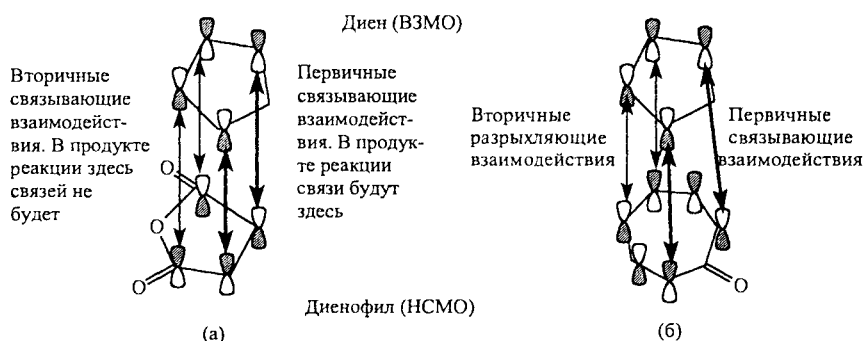 Диен (ВЗМО)
Вторичные
связывающие
взаимодейст-
вия. В продукте
реакции здесь
связей не
будет
Первичные
связывающие
взаимодейст-
вия. В продук-
те реакции
связи будут
здесь
O
O
O
Диенофил (НСМО)
(а)
Вторичные
разрыхляющие
взаимодействия
Первичные
связывающие
взаимодействия
O
(б)